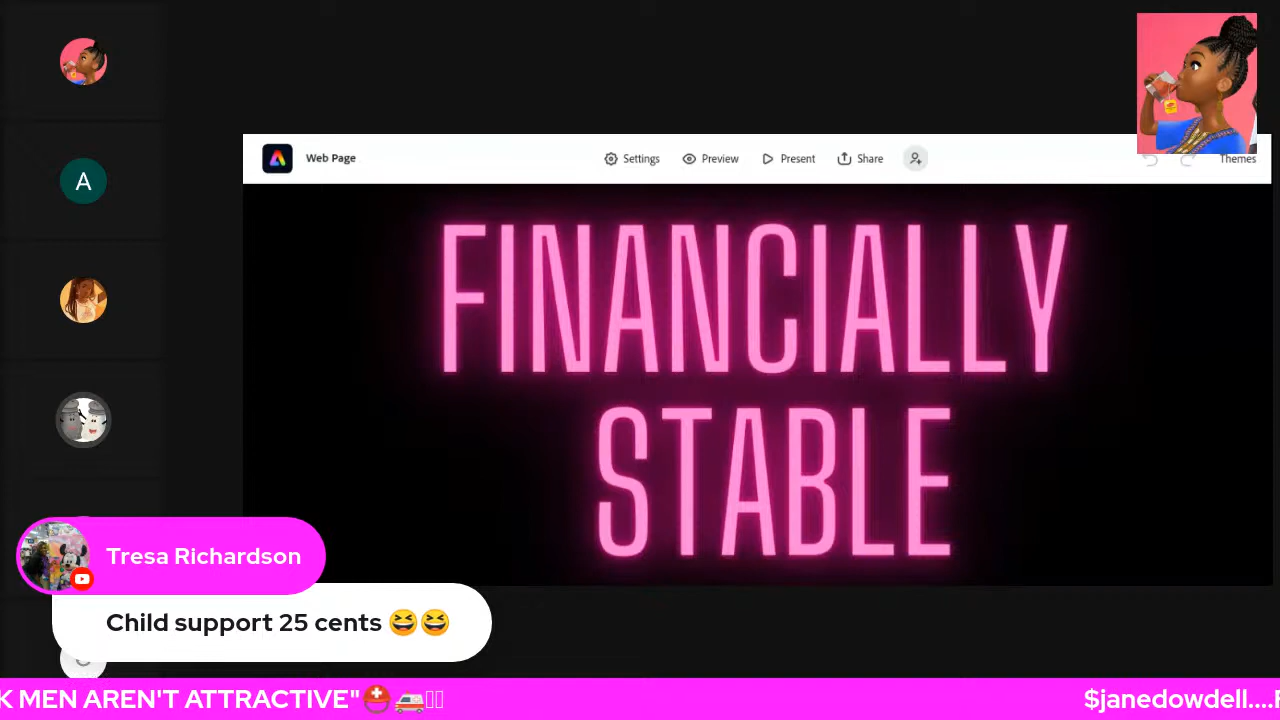 Web Page
Settings
Preview
Present
Share
Themes
FINANCIALLY
STABLE
A
Tresa Richardson
Child support 25 cents 😆😆
K MEN AREN'T ATTRACTIVE"⛑️🚑
$janedowdell....